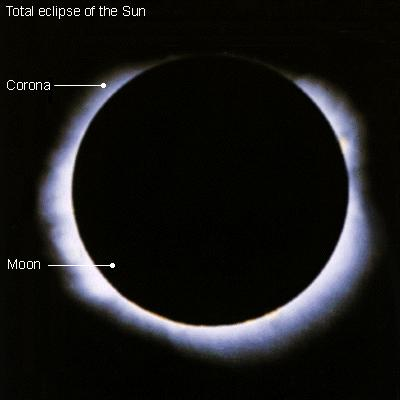 Total eclipse of the Sun
Corona
Moon